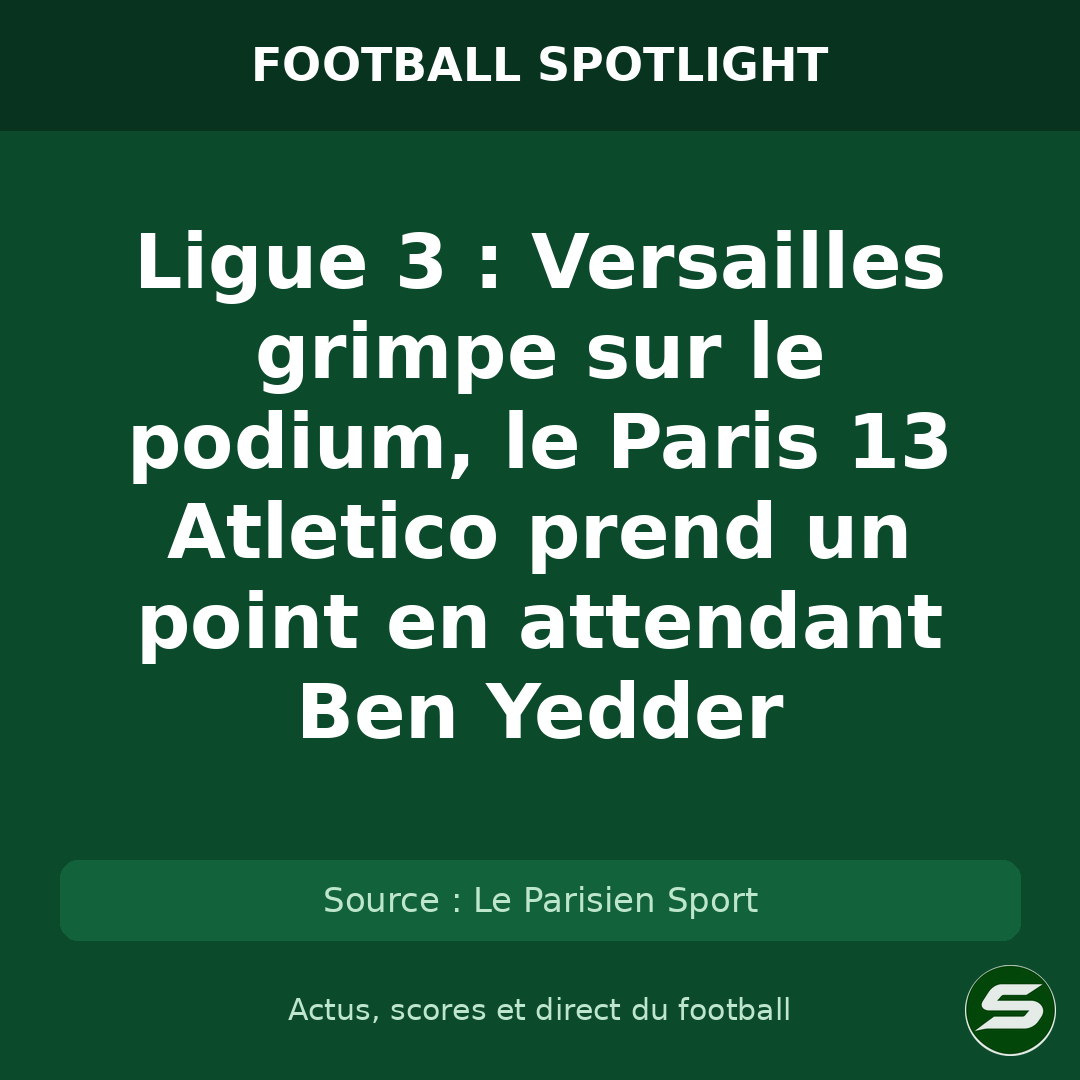 FOOTBALL SPOTLIGHT
Ligue 3 : Versailles
grimpe sur le
podium, le Paris 13
Atletico prend un
point en attendant
Ben Yedder
Source : Le Parisien Sport
Actus, scores et direct du football
S